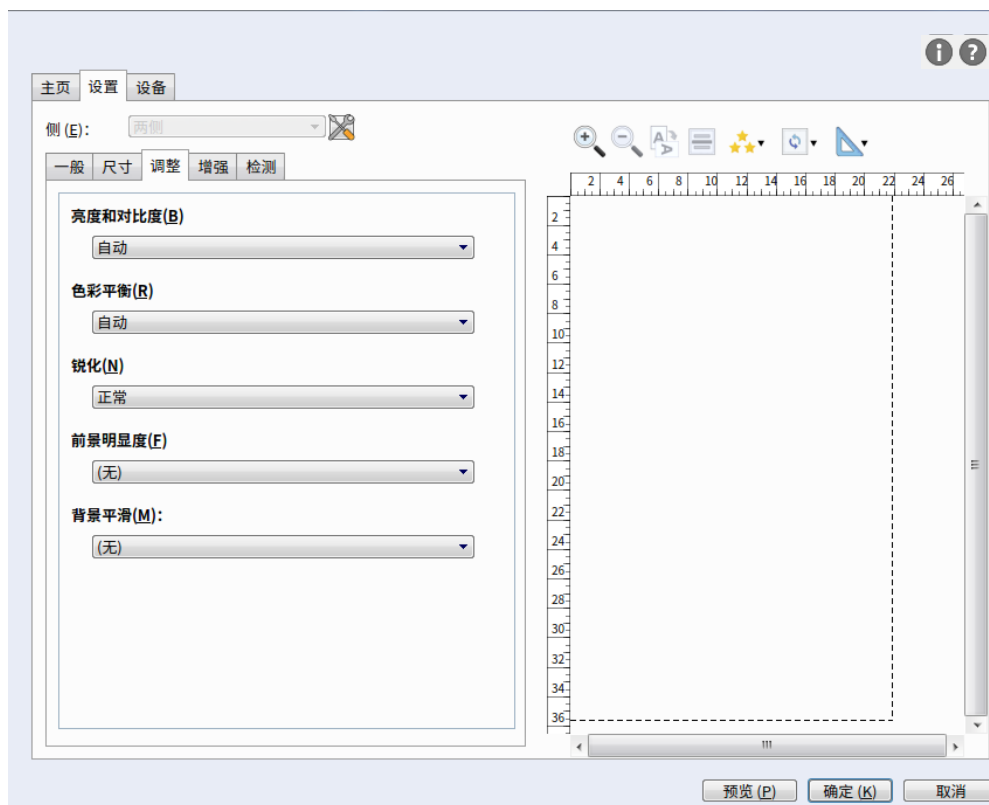 主页 设置 设备
侧 (E): 两侧
一般 尺寸 调整 增强 检测
亮度和对比度(B)
自动
色彩平衡(R)
自动
锐化(N)
正常
前景明显度(F)
(无)
背景平滑(M):
(无)
2 4 6 8 10 12 14 16 18 20 22 24 26
2
4
6
8
10
12
14
16
18
20
22
24
26
28
30
32
34
36
预览 (P) 确定 (K) 取消